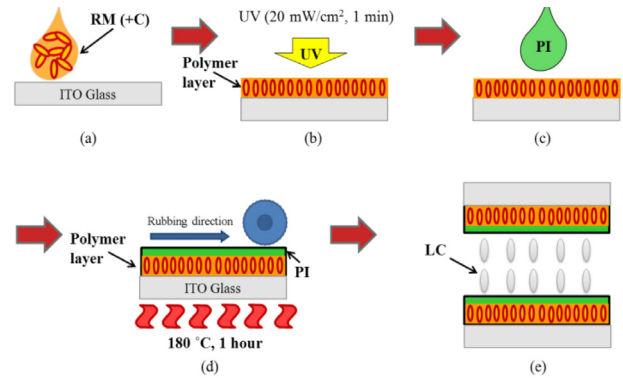 RM (+C)
ITO Glass
(a)
UV (20 mW/cm², 1 min)
UV
Polymer
layer
(b)
PI
(c)
Rubbing direction
Polymer
layer
PI
ITO Glass
180 °C, 1 hour
(d)
LC
(e)